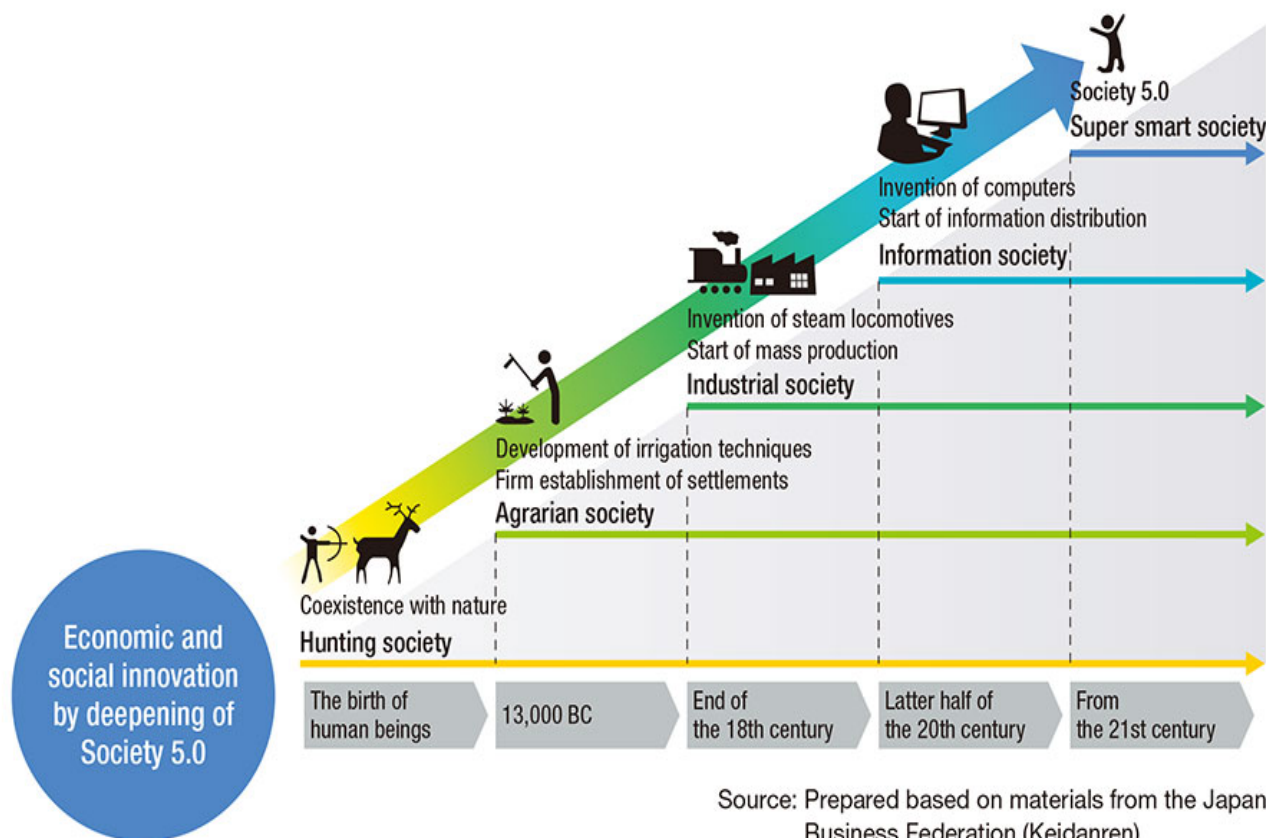 Society 5.0
Super smart society
Invention of computers
Start of information distribution
Information society
Invention of steam locomotives
Start of mass production
Industrial society
Development of irrigation techniques
Firm establishment of settlements
Agrarian society
Coexistence with nature
Hunting society
Economic and
social innovation
by deepening of
Society 5.0
The birth of
human beings
13,000 BC
End of
the 18th century
Latter half of
the 20th century
From
the 21st century
Source: Prepared based on materials from the Japan
Business Federation (Keidanren)